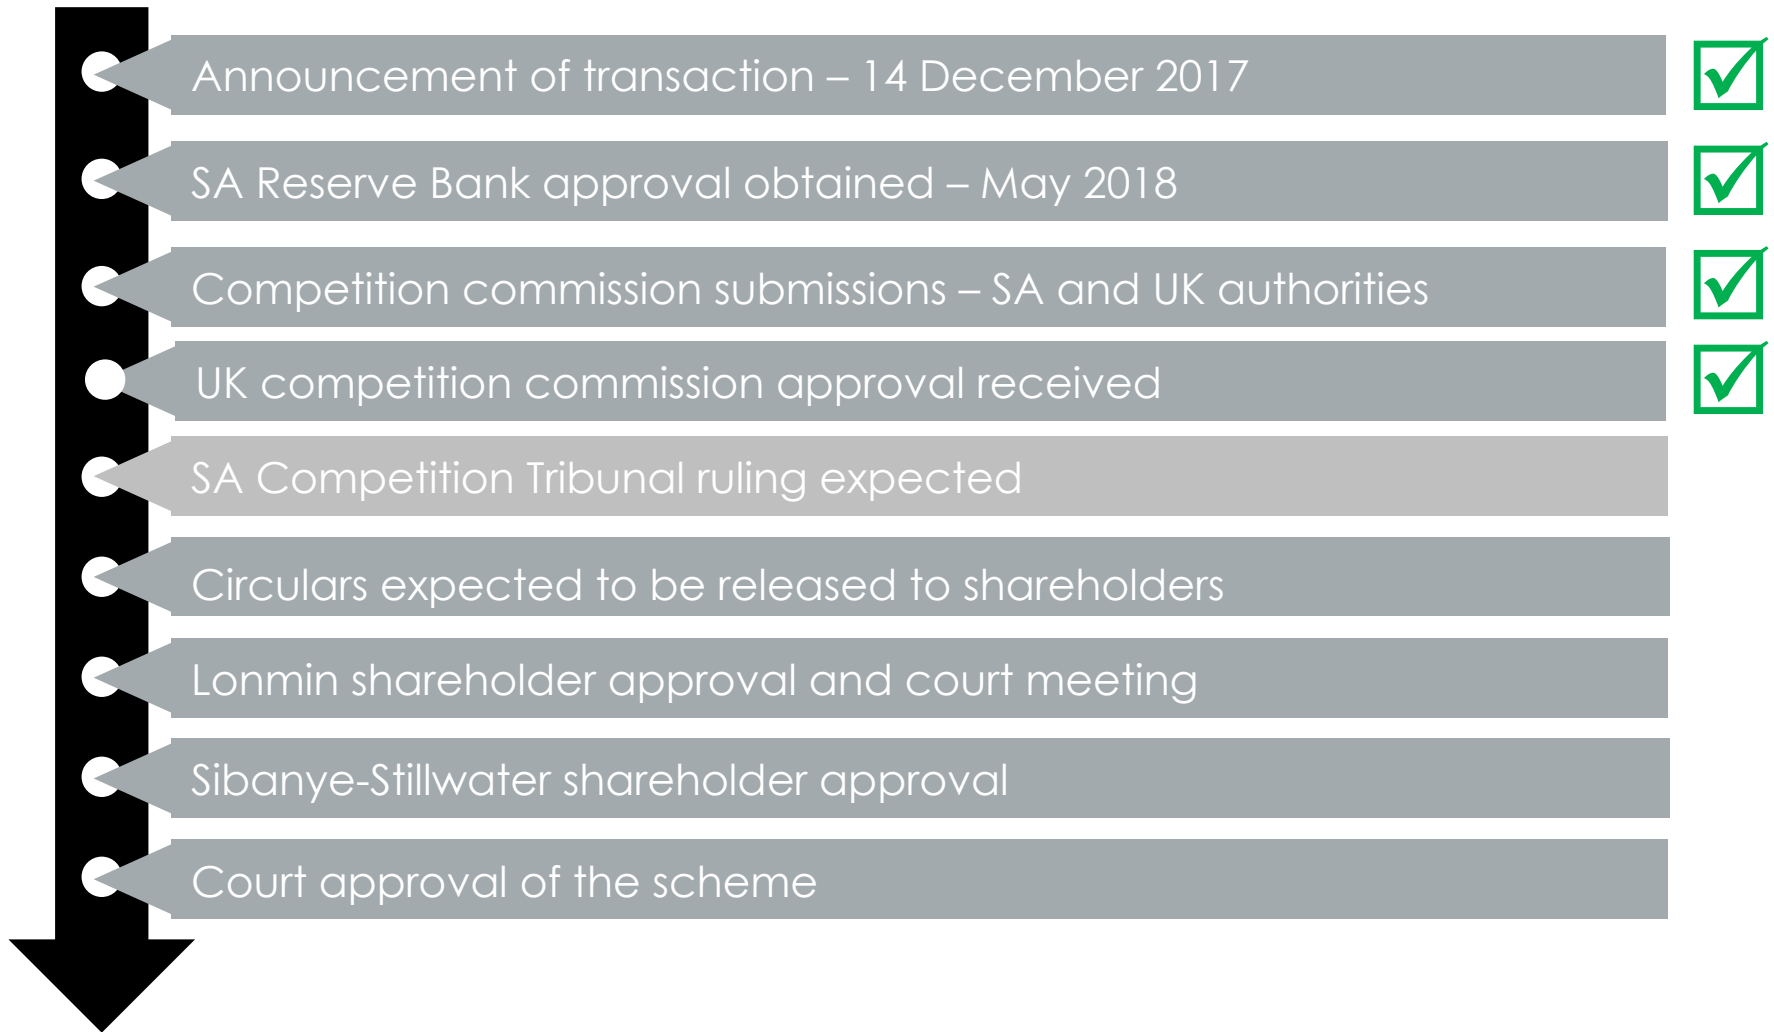 Announcement of transaction – 14 December 2017
SA Reserve Bank approval obtained – May 2018
Competition commission submissions – SA and UK authorities
UK competition commission approval received
SA Competition Tribunal ruling expected
Circulars expected to be released to shareholders
Lonmin shareholder approval and court meeting
Sibanye-Stillwater shareholder approval
Court approval of the scheme